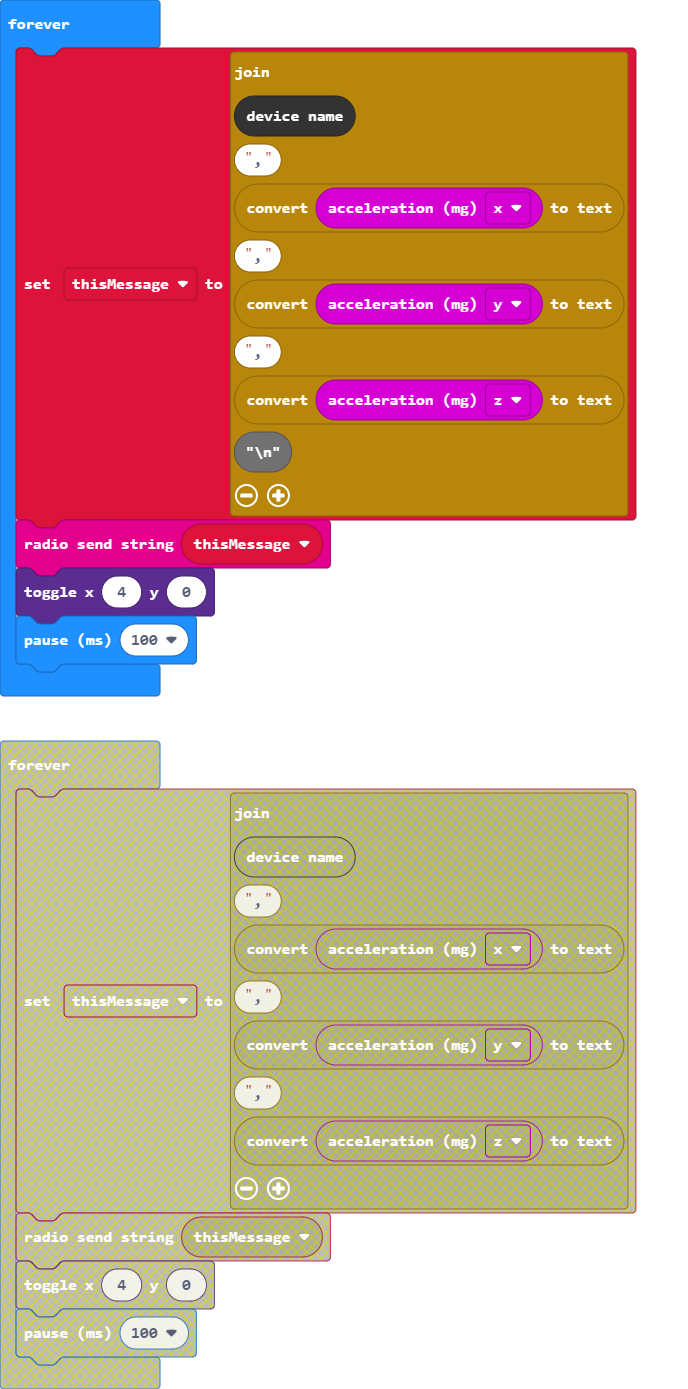 forever
join
device name
","
convert acceleration (mg) x to text
","
convert acceleration (mg) y to text
set thisMessage to
","
convert acceleration (mg) z to text
"\n"
radio send string thisMessage
toggle x 4 y 0
pause (ms) 100
forever
join
device name
","
convert acceleration (mg) x to text
","
set thisMessage to
convert acceleration (mg) y to text
","
convert acceleration (mg) z to text
radio send string thisMessage
toggle x 4 y 0
pause (ms) 100